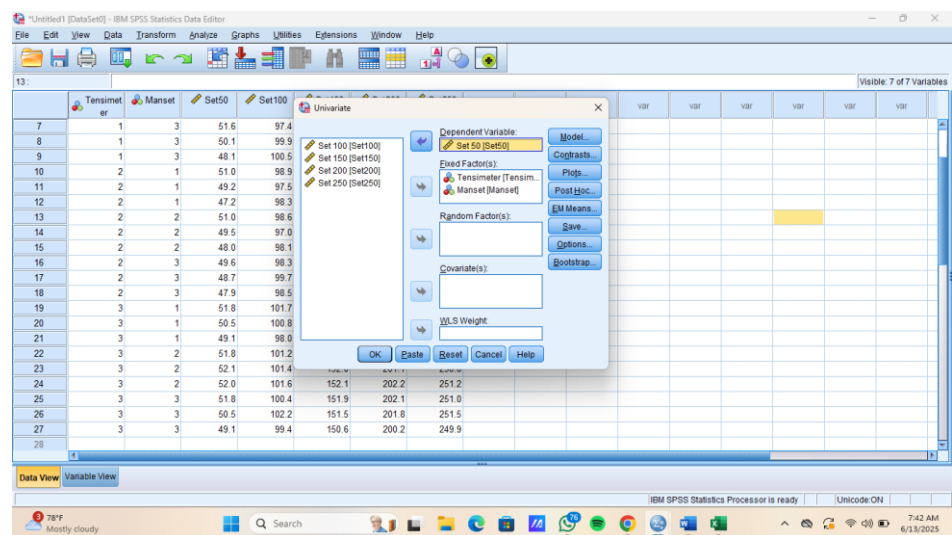 *Untitled1 [DataSet0] - IBM SPSS Statistics Data Editor
File Edit View Data Transform Analyze Graphs Utilities Extensions Window Help
13 :
Visible: 7 of 7 Variables
Tensimeter Manset Set50 Set100 var var var var var var
7 1 3 51.6 97.4
8 1 3 50.1 99.9
9 1 3 48.1 100.5
10 2 1 51.0 98.9
11 2 1 49.2 97.5
12 2 1 47.2 98.3
13 2 2 51.0 98.6
14 2 2 49.5 97.0
15 2 2 48.0 98.1
16 2 3 49.6 98.3
17 2 3 48.7 99.7
18 2 3 47.9 98.5
19 3 1 51.8 101.7
20 3 1 50.5 100.8
21 3 1 49.1 98.0
22 3 2 51.8 101.2
23 3 2 52.1 101.4
24 3 2 52.0 101.6 152.1 202.2 251.2
25 3 3 51.8 100.4 151.9 202.1 251.0
26 3 3 50.5 102.2 151.5 201.8 251.5
27 3 3 49.1 99.4 150.6 200.2 249.9
28
Univariate
Set 100 [Set100]
Set 150 [Set150]
Set 200 [Set200]
Set 250 [Set250]
Dependent Variable:
Set 50 [Set50]
Fixed Factor(s):
Tensimeter [Tensim...
Manset [Manset]
Random Factor(s):
Covariate(s):
WLS Weight:
Model...
Contrasts...
Plots...
Post Hoc...
EM Means...
Save...
Options...
Bootstrap...
OK Paste Reset Cancel Help
Data View Variable View
IBM SPSS Statistics Processor is ready Unicode:ON
3
78°F
Mostly cloudy
Search
76
7:42 AM
6/13/2025